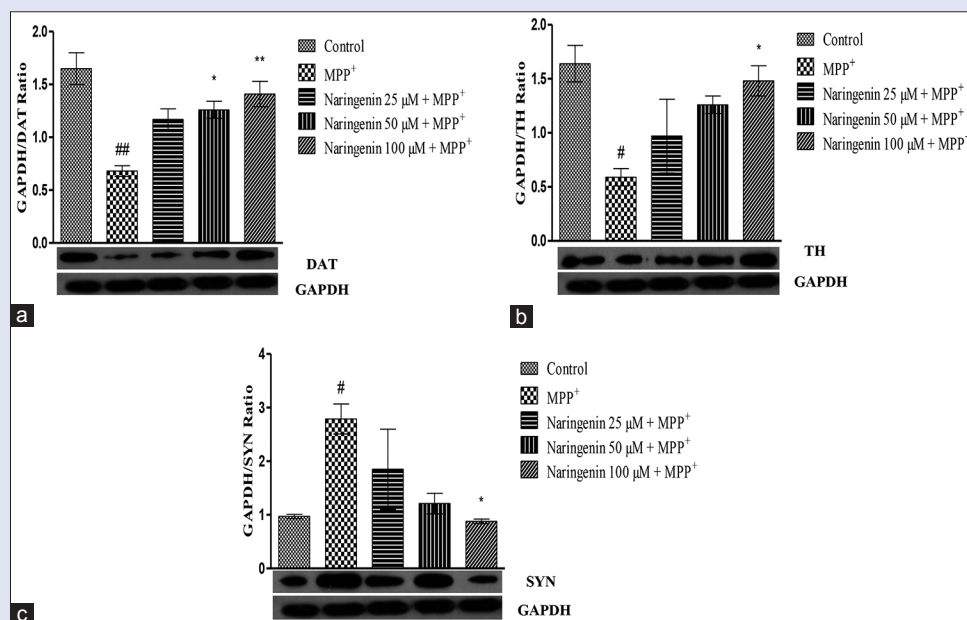 2.0
1.5
1.0
0.5
0.0
GAPDH/DAT Ratio
##
*
**
Control
MPP+
Naringenin 25 μM + MPP+
Naringenin 50 μM + MPP+
Naringenin 100 μM + MPP+
DAT
GAPDH
a
2.0
1.5
1.0
0.5
0.0
GAPDH/TH Ratio
#
*
Control
MPP+
Naringenin 25 μM + MPP+
Naringenin 50 μM + MPP+
Naringenin 100 μM + MPP+
TH
GAPDH
b
4
3
2
1
0
GAPDH/SYN Ratio
#
*
Control
MPP+
Naringenin 25 μM + MPP+
Naringenin 50 μM + MPP+
Naringenin 100 μM + MPP+
SYN
GAPDH
c